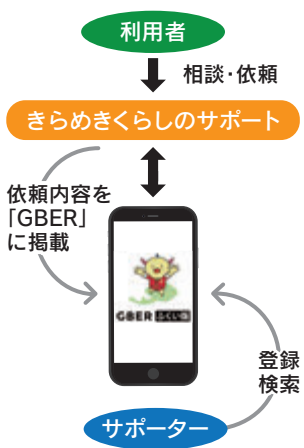 利用者
相談・依頼
きらめきくらしのサポート
依頼内容を
「GBER」
に掲載
GBER ふくい版
登録
検索
サポーター